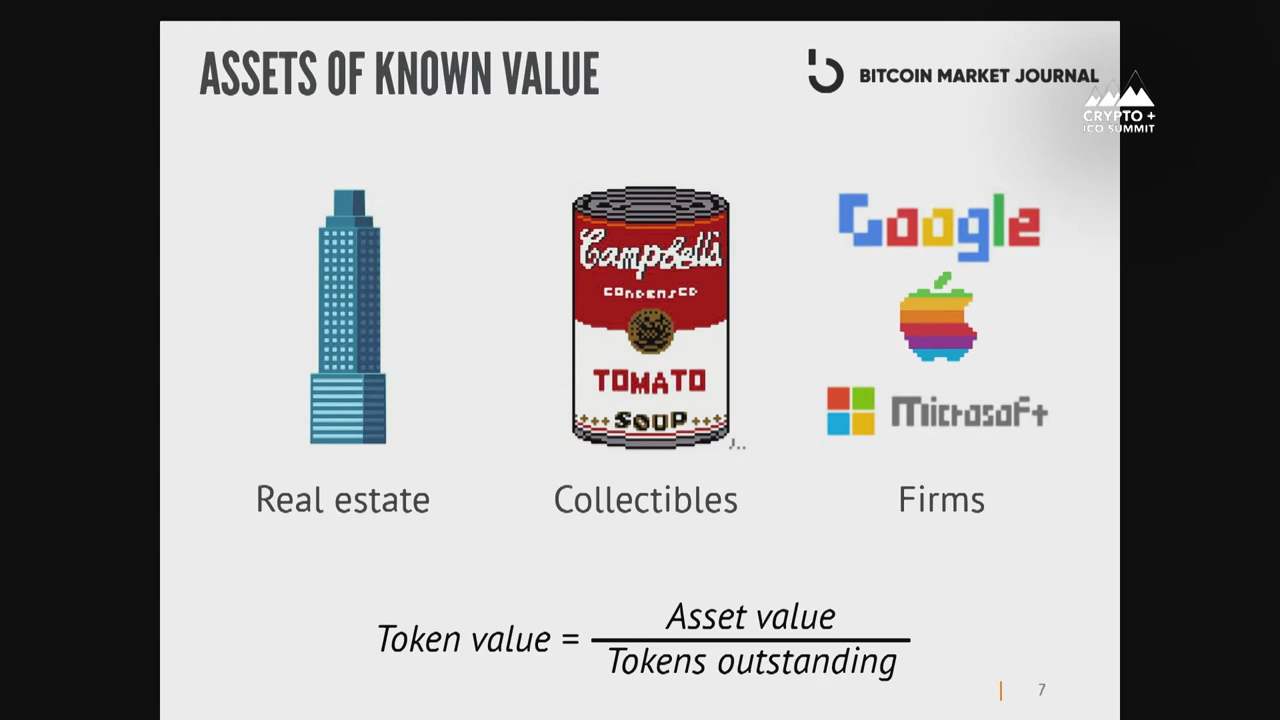 ASSETS OF KNOWN VALUE
BITCOIN MARKET JOURNAL
CRYPTO +
ICO SUMMIT
Campbell's
CONDENSED
TOMATO
SOUP
Google
Microsoft
Real estate
Collectibles
Firms
Token value = Asset value
Tokens outstanding
7